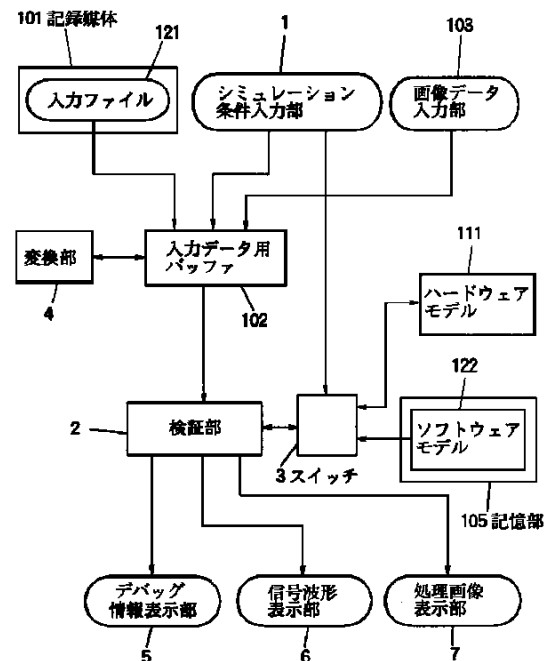 101 記録媒体
121
入力ファイル
1
シミュレーション
条件入力部
103
画像データ
入力部
変換部
4
入力データ用
バッファ
102
111
ハードウェア
モデル
2
検証部
3 スイッチ
122
ソフトウェア
モデル
105 記憶部
デバッグ
情報表示部
5
信号波形
表示部
6
処理画像
表示部
7